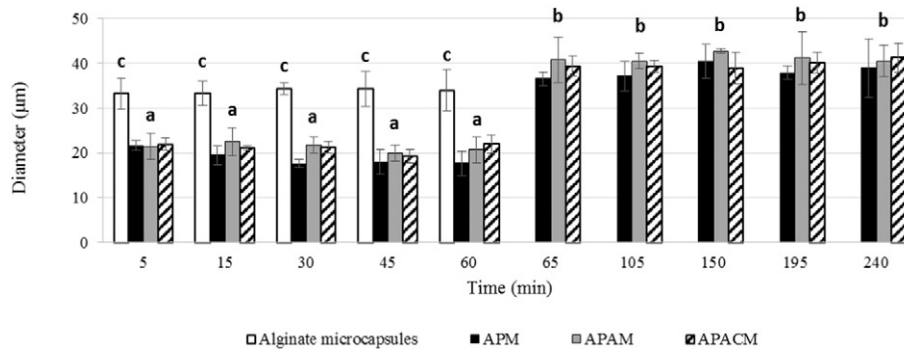 50
b b b b b
40
c c c c c
30
a a a a a
20
10
0
Diameter (µm)
5 15 30 45 60 65 105 150 195 240
Time (min)
Alginate microcapsules APM APAM APACM